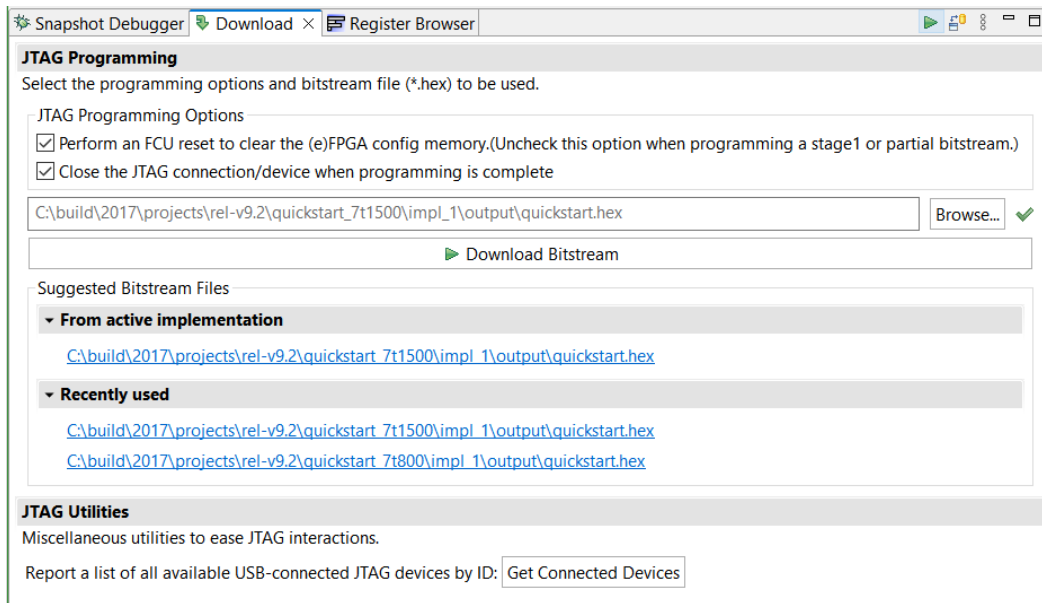 Snapshot Debugger Download Register Browser
JTAG Programming
Select the programming options and bitstream file (*.hex) to be used.
JTAG Programming Options
Perform an FCU reset to clear the (e)FPGA config memory.(Uncheck this option when programming a stage1 or partial bitstream.)
Close the JTAG connection/device when programming is complete
C:\build\2017\projects\rel-v9.2\quickstart_7t1500\impl_1\output\quickstart.hex Browse...
Download Bitstream
Suggested Bitstream Files
From active implementation
C:\build\2017\projects\rel-v9.2\quickstart_7t1500\impl_1\output\quickstart.hex
Recently used
C:\build\2017\projects\rel-v9.2\quickstart_7t1500\impl_1\output\quickstart.hex
C:\build\2017\projects\rel-v9.2\quickstart_7t800\impl_1\output\quickstart.hex
JTAG Utilities
Miscellaneous utilities to ease JTAG interactions.
Report a list of all available USB-connected JTAG devices by ID: Get Connected Devices